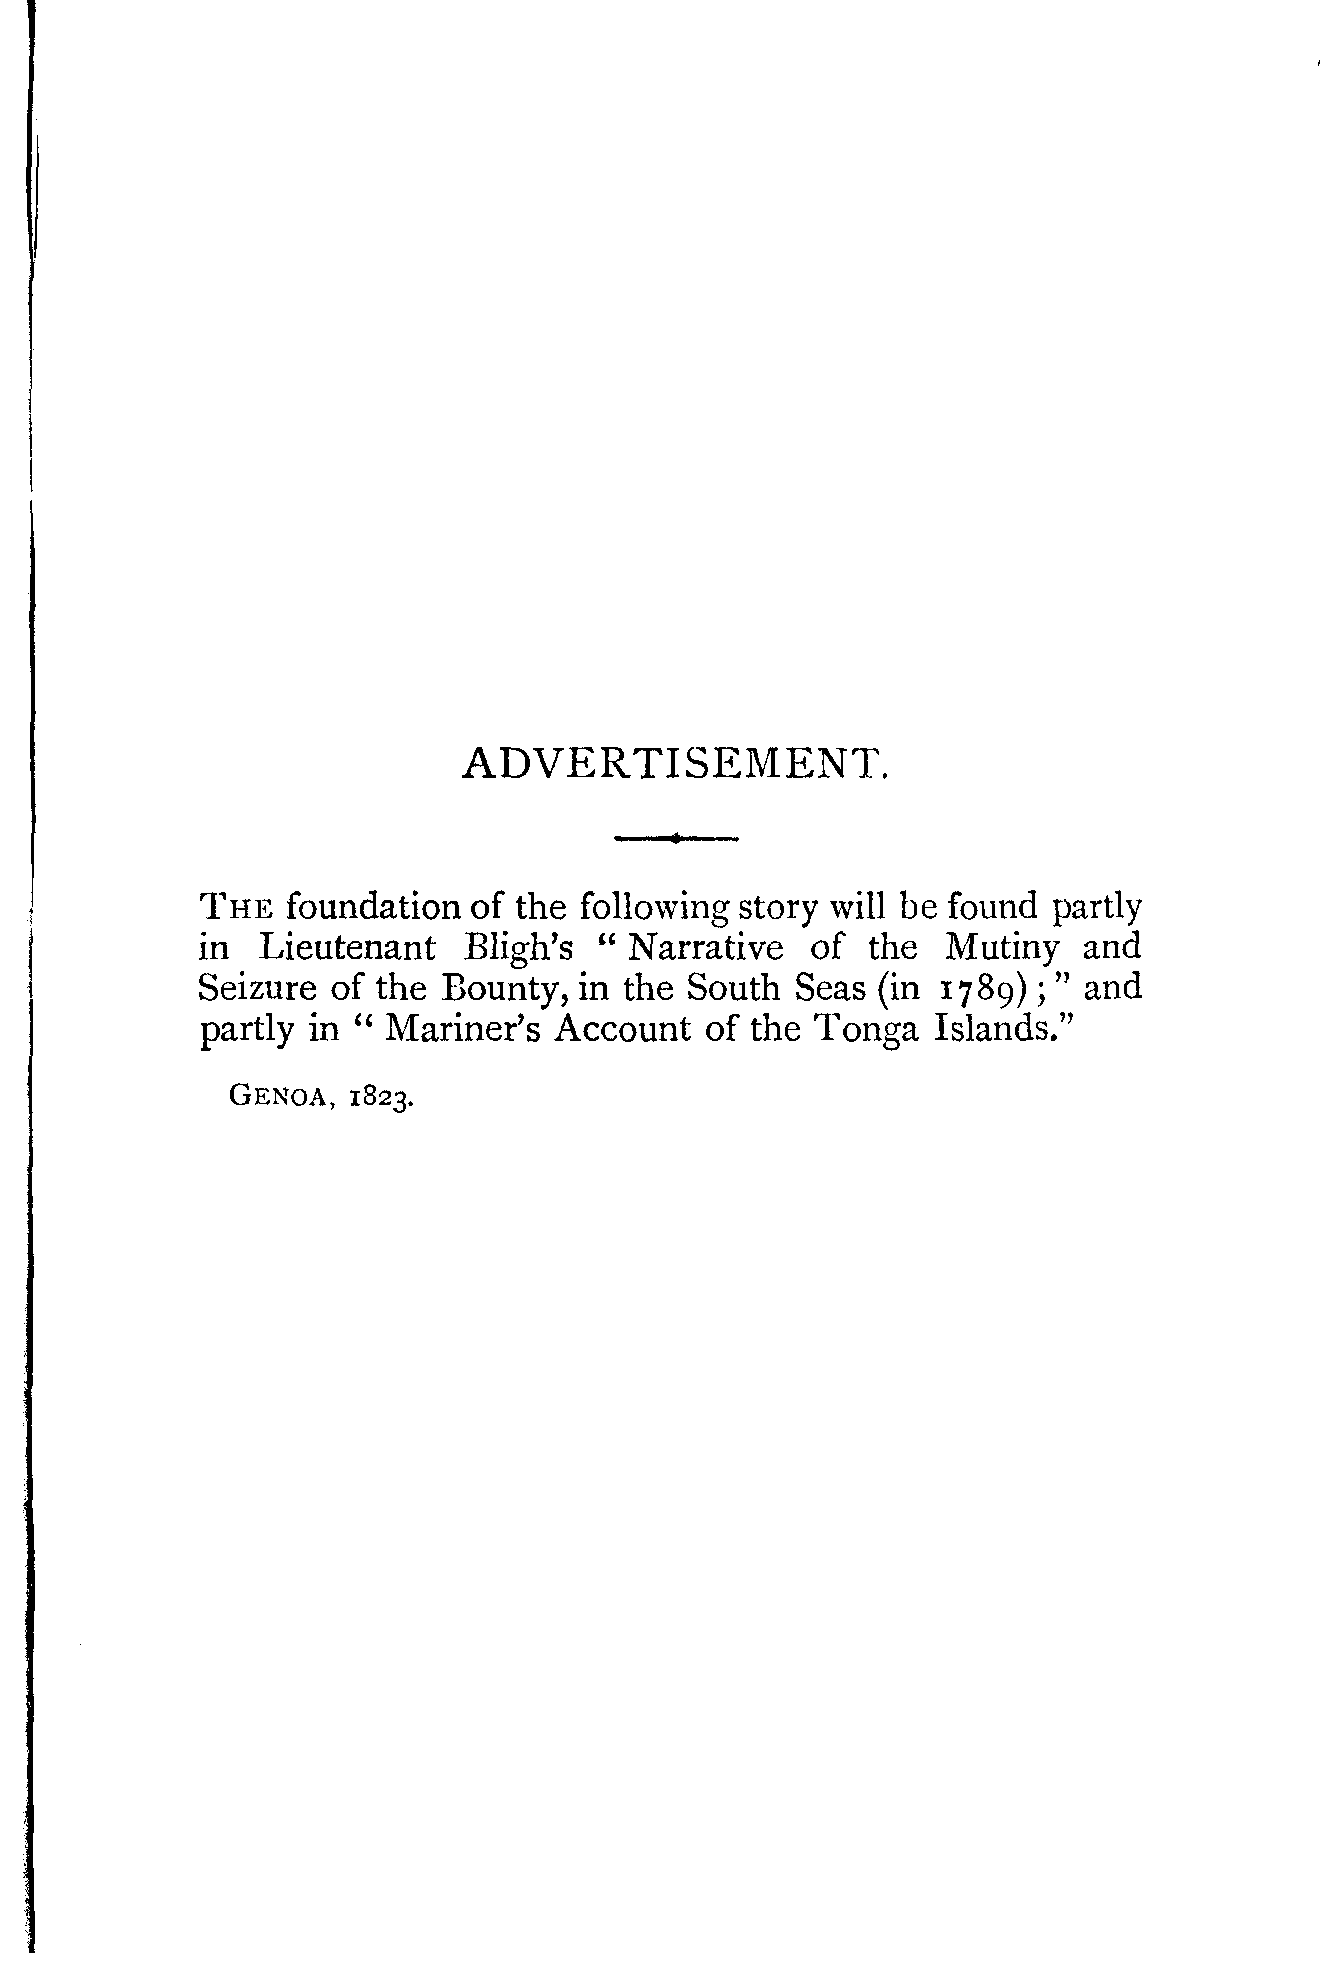 ADVERTISEMENT.
THE foundation of the following story will be found partly
in Lieutenant Bligh's “ Narrative of the Mutiny and
Seizure of the Bounty, in the South Seas (in 1789) ; ” and
partly in “ Mariner's Account of the Tonga Islands.”
GENOA, 1823.